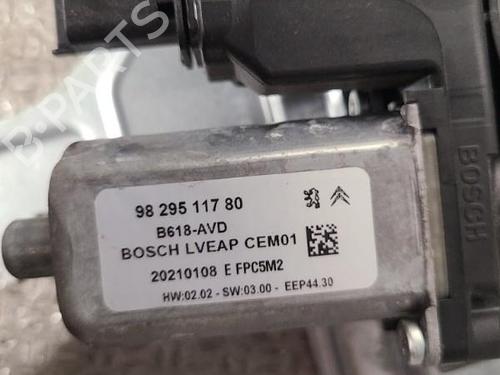 B-PARTS
98 295 117 80
B618-AVD
BOSCH LVEAP CEM01
20210108 E FPC5M2
HW:02.02 - SW:03.00 - EEP44.30
BOSCH